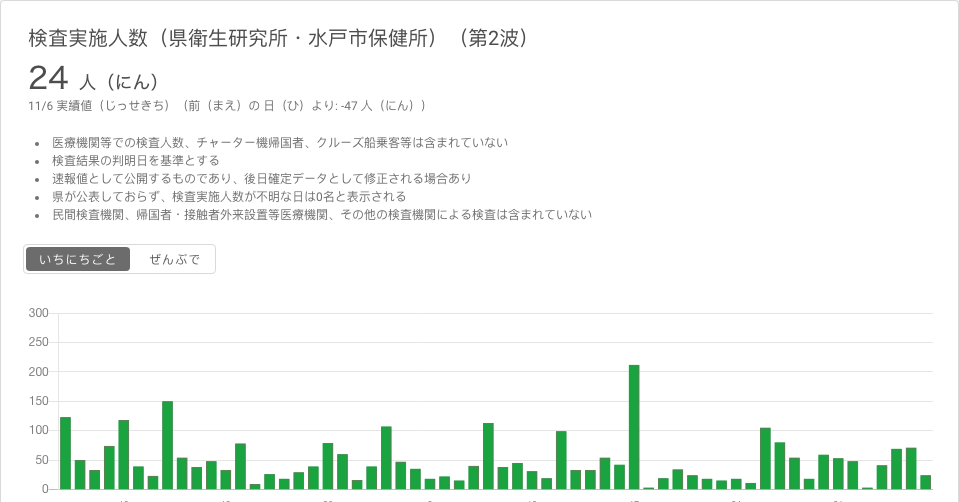 検査実施人数（県衛生研究所・水戸市保健所）（第2波）
24 人（にん）
11/6 実績値（じっせきち）（前（まえ）の 日（ひ）より: -47 人（にん））
医療機関等での検査人数、チャーター機帰国者、クルーズ船乗客等は含まれていない
検査結果の判明日を基準とする
速報値として公開するものであり、後日確定データとして修正される場合あり
県が公表しておらず、検査実施人数が不明な日は0名と表示される
民間検査機関、帰国者・接触者外来設置等医療機関、その他の検査機関による検査は含まれていない
いちにちごと ぜんぶで
300
250
200
150
100
50
0